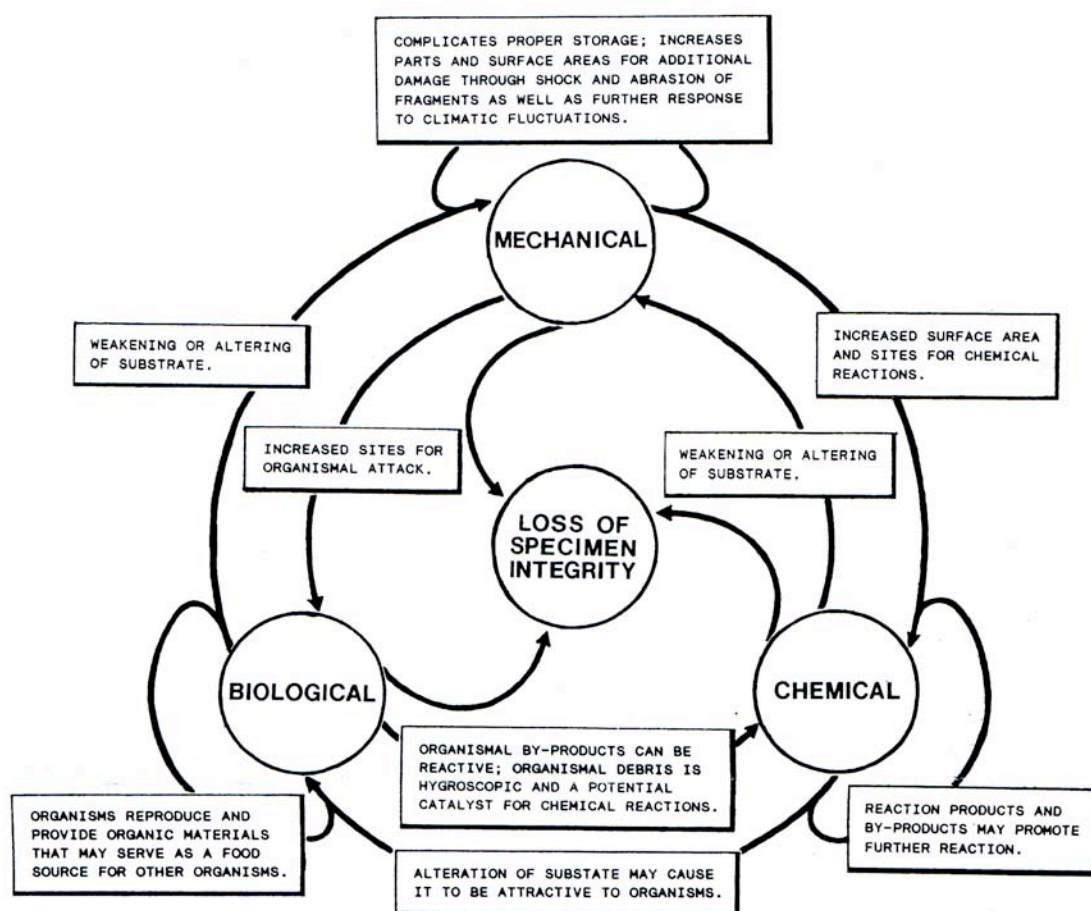 COMPLICATES PROPER STORAGE; INCREASES
PARTS AND SURFACE AREAS FOR ADDITIONAL
DAMAGE THROUGH SHOCK AND ABRASION OF
FRAGMENTS AS WELL AS FURTHER RESPONSE
TO CLIMATIC FLUCTUATIONS.
MECHANICAL
WEAKENING OR ALTERING
OF SUBSTRATE.
INCREASED SURFACE AREA
AND SITES FOR CHEMICAL
REACTIONS.
INCREASED SITES FOR
ORGANISMAL ATTACK.
WEAKENING OR ALTERING
OF SUBSTRATE.
LOSS OF
SPECIMEN
INTEGRITY
BIOLOGICAL
CHEMICAL
ORGANISMAL BY-PRODUCTS CAN BE
REACTIVE; ORGANISMAL DEBRIS IS
HYGROSCOPIC AND A POTENTIAL
CATALYST FOR CHEMICAL REACTIONS.
ORGANISMS REPRODUCE AND
PROVIDE ORGANIC MATERIALS
THAT MAY SERVE AS A FOOD
SOURCE FOR OTHER ORGANISMS.
REACTION PRODUCTS AND
BY-PRODUCTS MAY PROMOTE
FURTHER REACTION.
ALTERATION OF SUBSTATE MAY CAUSE
IT TO BE ATTRACTIVE TO ORGANISMS.